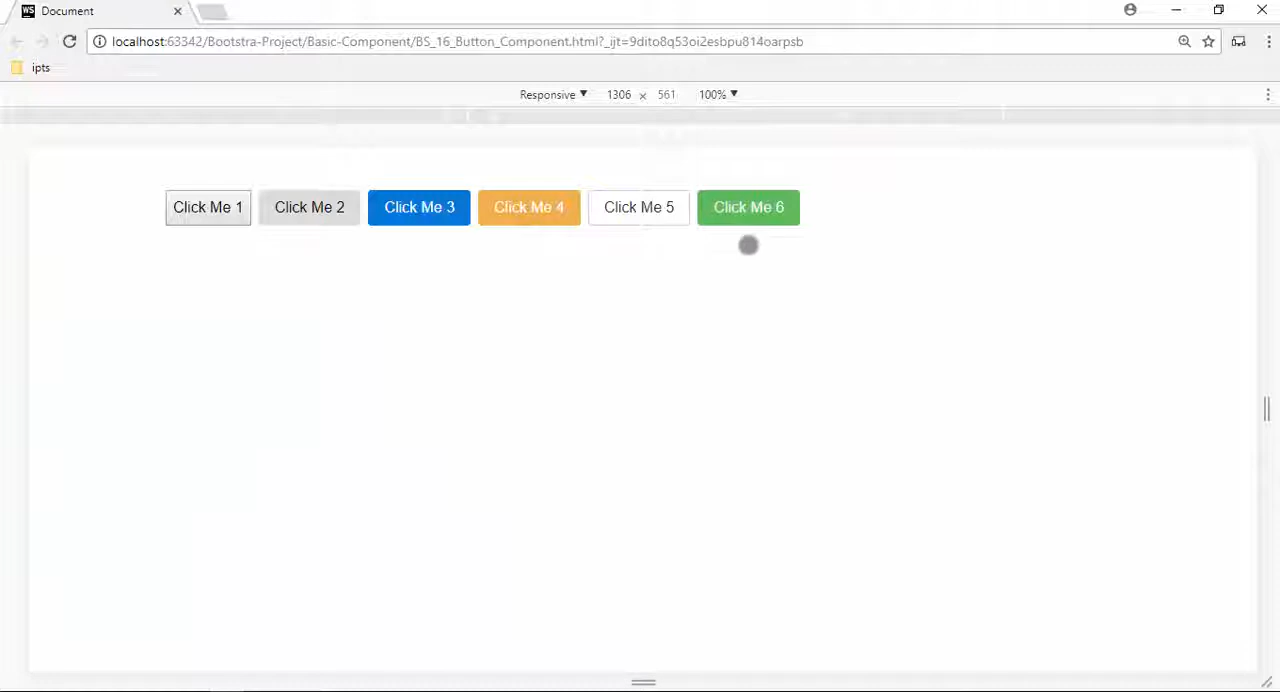 WS Document
localhost:63342/Bootstra-Project/Basic-Component/BS_16_Button_Component.html?_ijt=9dito8q53oi2esbpu814oarpsb
ipts
Responsive 1306 x 561 100%
Click Me 1 Click Me 2 Click Me 3 Click Me 4 Click Me 5 Click Me 6